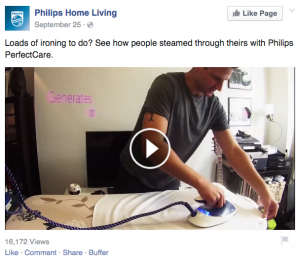 Philips Home Living
September 25
Like Page
Loads of ironing to do? See how people steamed through theirs with Philips
PerfectCare.
Generates
16,172 Views
Like · Comment · Share · Buffer